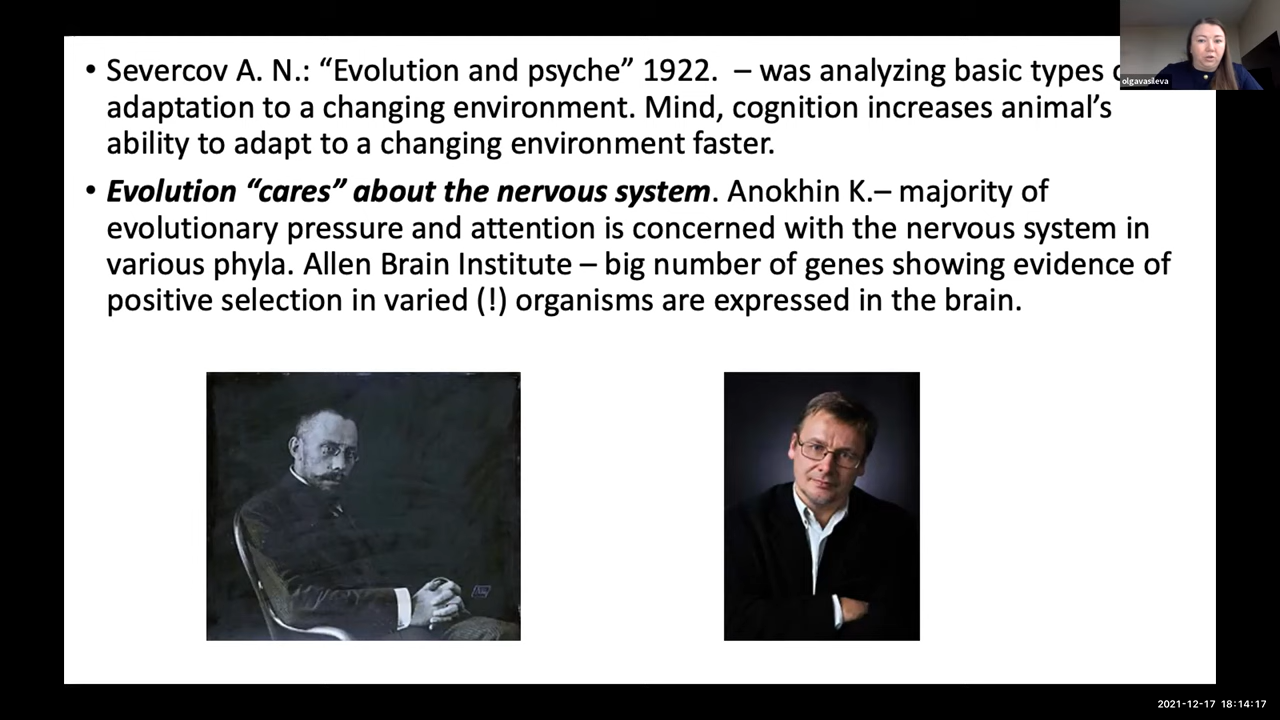 • Severcov A. N.: “Evolution and psyche” 1922.  – was analyzing basic types
adaptation to a changing environment. Mind, cognition increases animal’s
ability to adapt to a changing environment faster.
• Evolution “cares” about the nervous system. Anokhin K.– majority of
evolutionary pressure and attention is concerned with the nervous system in
various phyla. Allen Brain Institute – big number of genes showing evidence of
positive selection in varied (!) organisms are expressed in the brain.
olgavasileva
2021-12-17 18:14:17